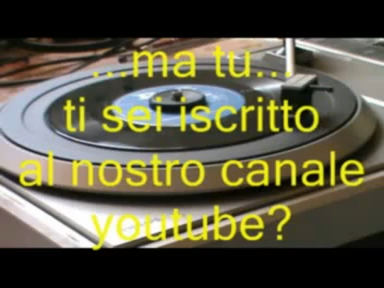 ...ma tu...
ti sei iscritto
al nostro canale
youtube?